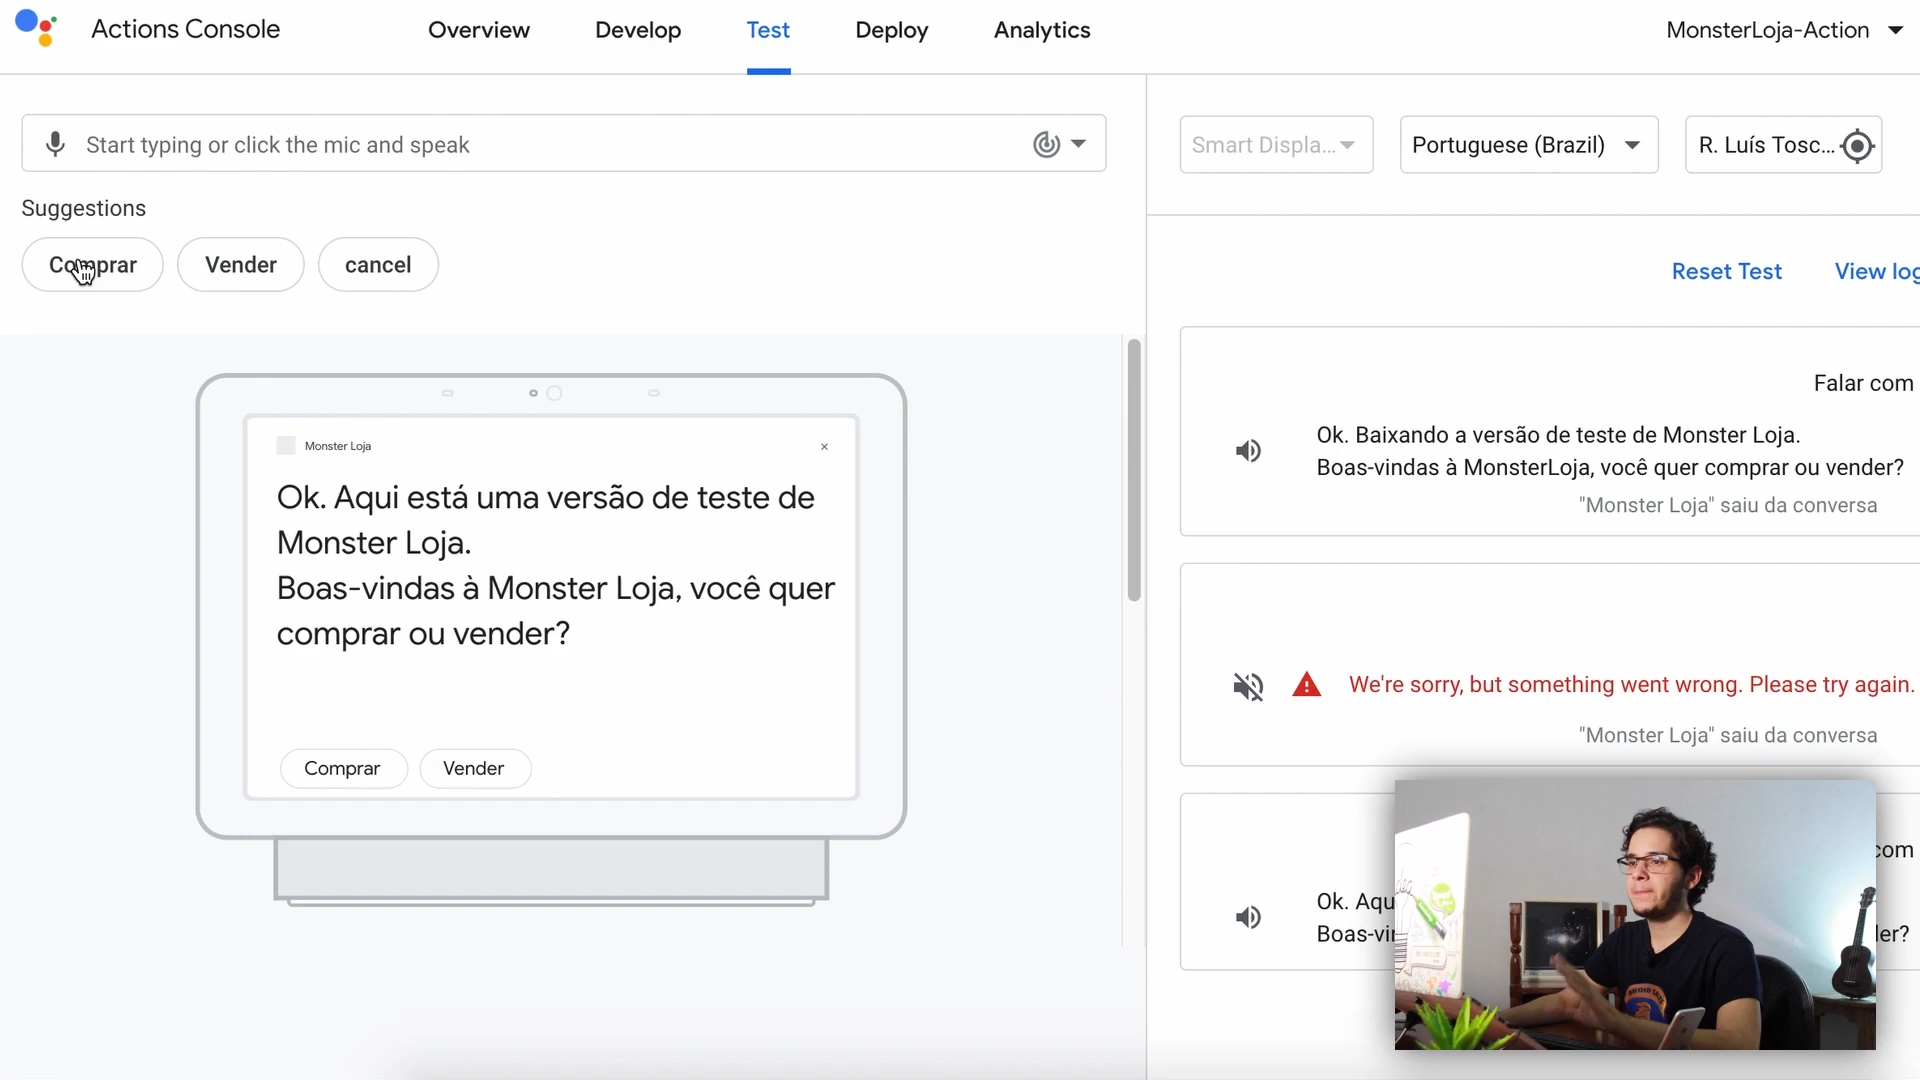 Actions Console
Overview
Develop
Test
Deploy
Analytics
MonsterLoja-Action
Start typing or click the mic and speak
Smart Displa...
Portuguese (Brazil)
R. Luís Tosc...
Suggestions
Comprar
Vender
cancel
Reset Test
View log
Monster Loja
Ok. Aqui está uma versão de teste de
Monster Loja.
Boas-vindas à Monster Loja, você quer
comprar ou vender?
Comprar
Vender
Falar com
Ok. Baixando a versão de teste de Monster Loja.
Boas-vindas à MonsterLoja, você quer comprar ou vender?
"Monster Loja" saiu da conversa
We're sorry, but something went wrong. Please try again.
"Monster Loja" saiu da conversa
com
Ok. Aqu
Boas-vin
der?